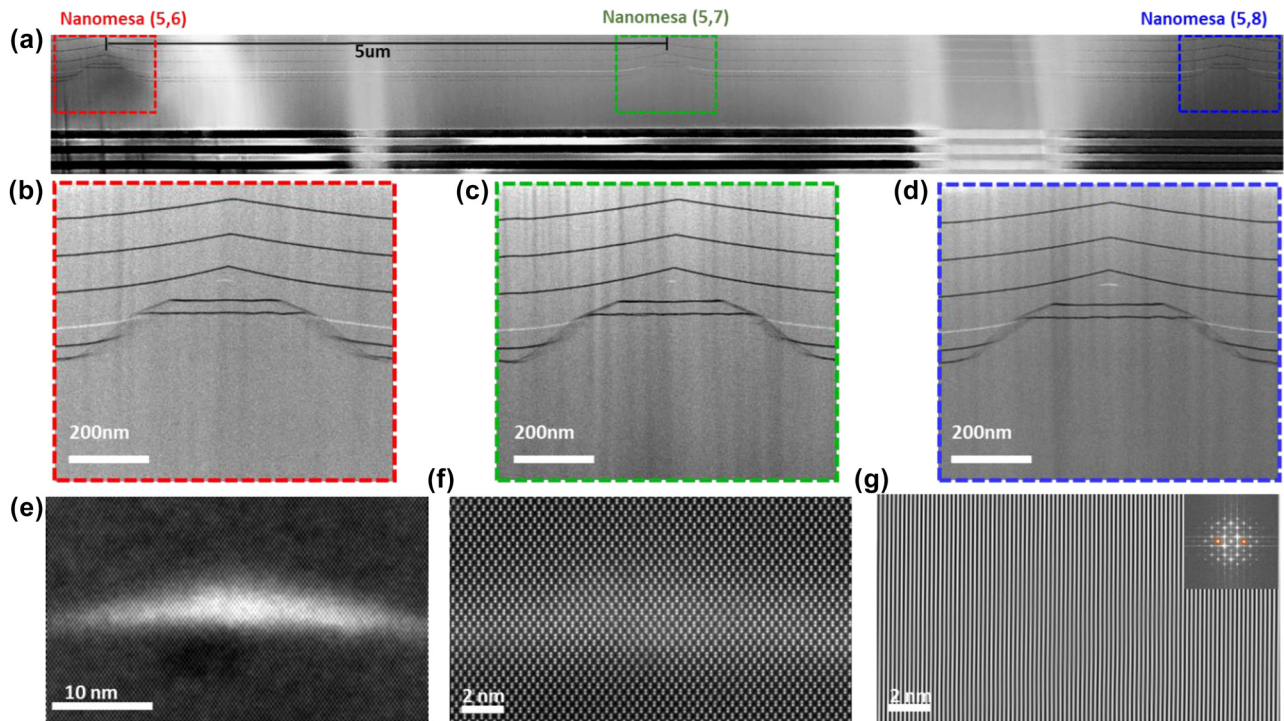 Nanomesa (5,6)
Nanomesa (5,7)
Nanomesa (5,8)
(a)
5um
(b)
(c)
(d)
200nm
200nm
200nm
(e)
(f)
(g)
10 nm
2 nm
2 nm